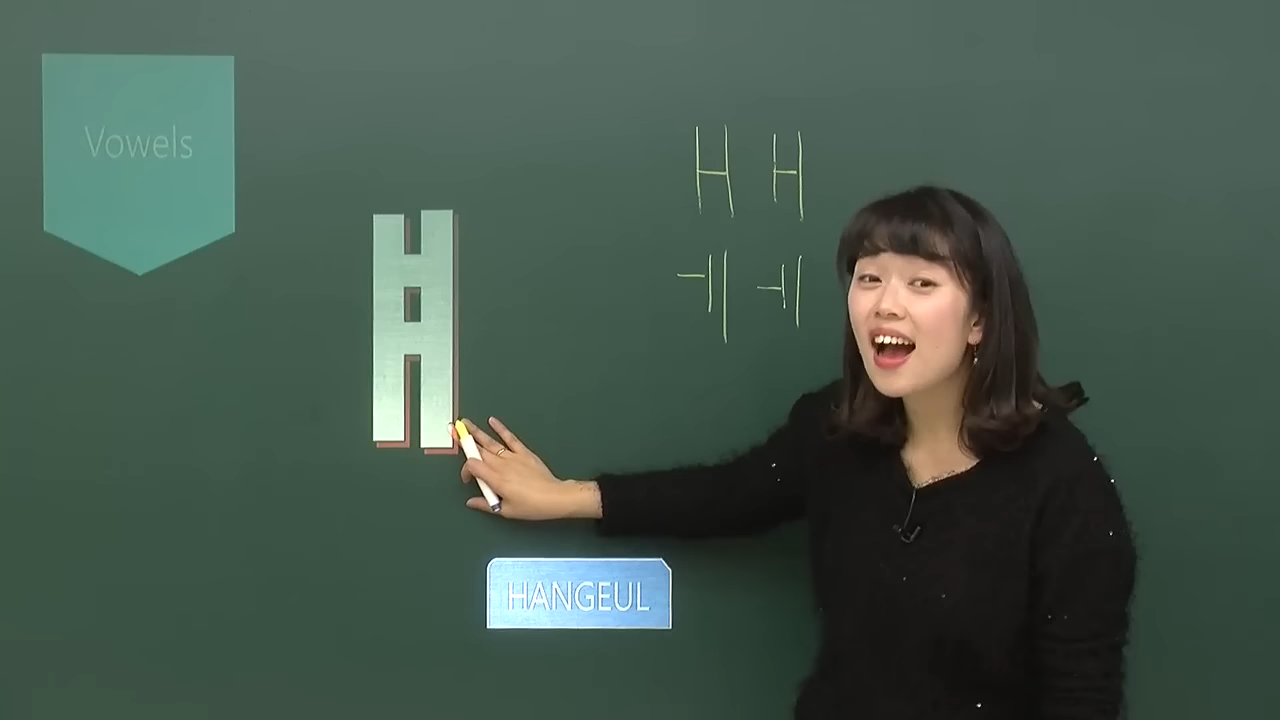 Vowels
ㅐ ㅐ
ㅒ
ㅔ ㅔ
HANGEUL